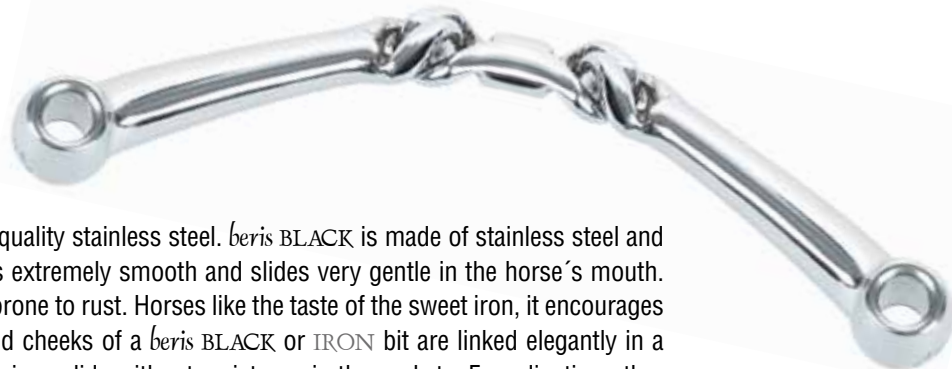 quality stainless steel. beris BLACK is made of stainless steel and
s extremely smooth and slides very gentle in the horse´s mouth.
prone to rust. Horses like the taste of the sweet iron, it encourages
d cheeks of a beris BLACK or IRON bit are linked elegantly in a